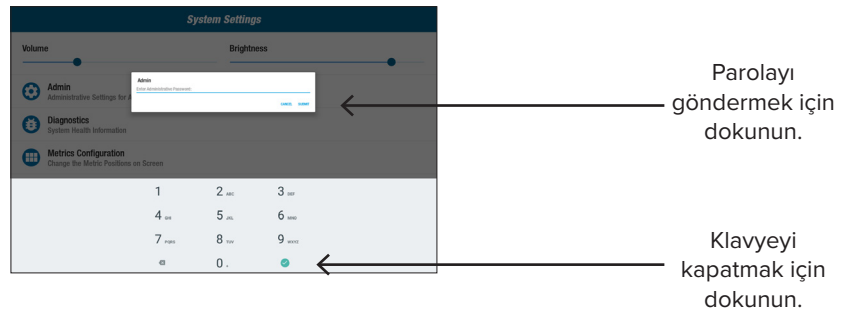 System Settings
Volume
Brightness
Admin
Administrative Settings for A
Admin
Enter Administrative Password
CANCEL SUBMIT
Diagnostics
System Health Information
Metrics Configuration
Change the Metric Positions on Screen
1 2 ABC 3 DEF
4 GHI 5 JKL 6 MNO
7 PQRS 8 TUV 9 WXYZ
0 .
Parolayı
göndermek için
dokunun.
Klavyeyi
kapatmak için
dokunun.